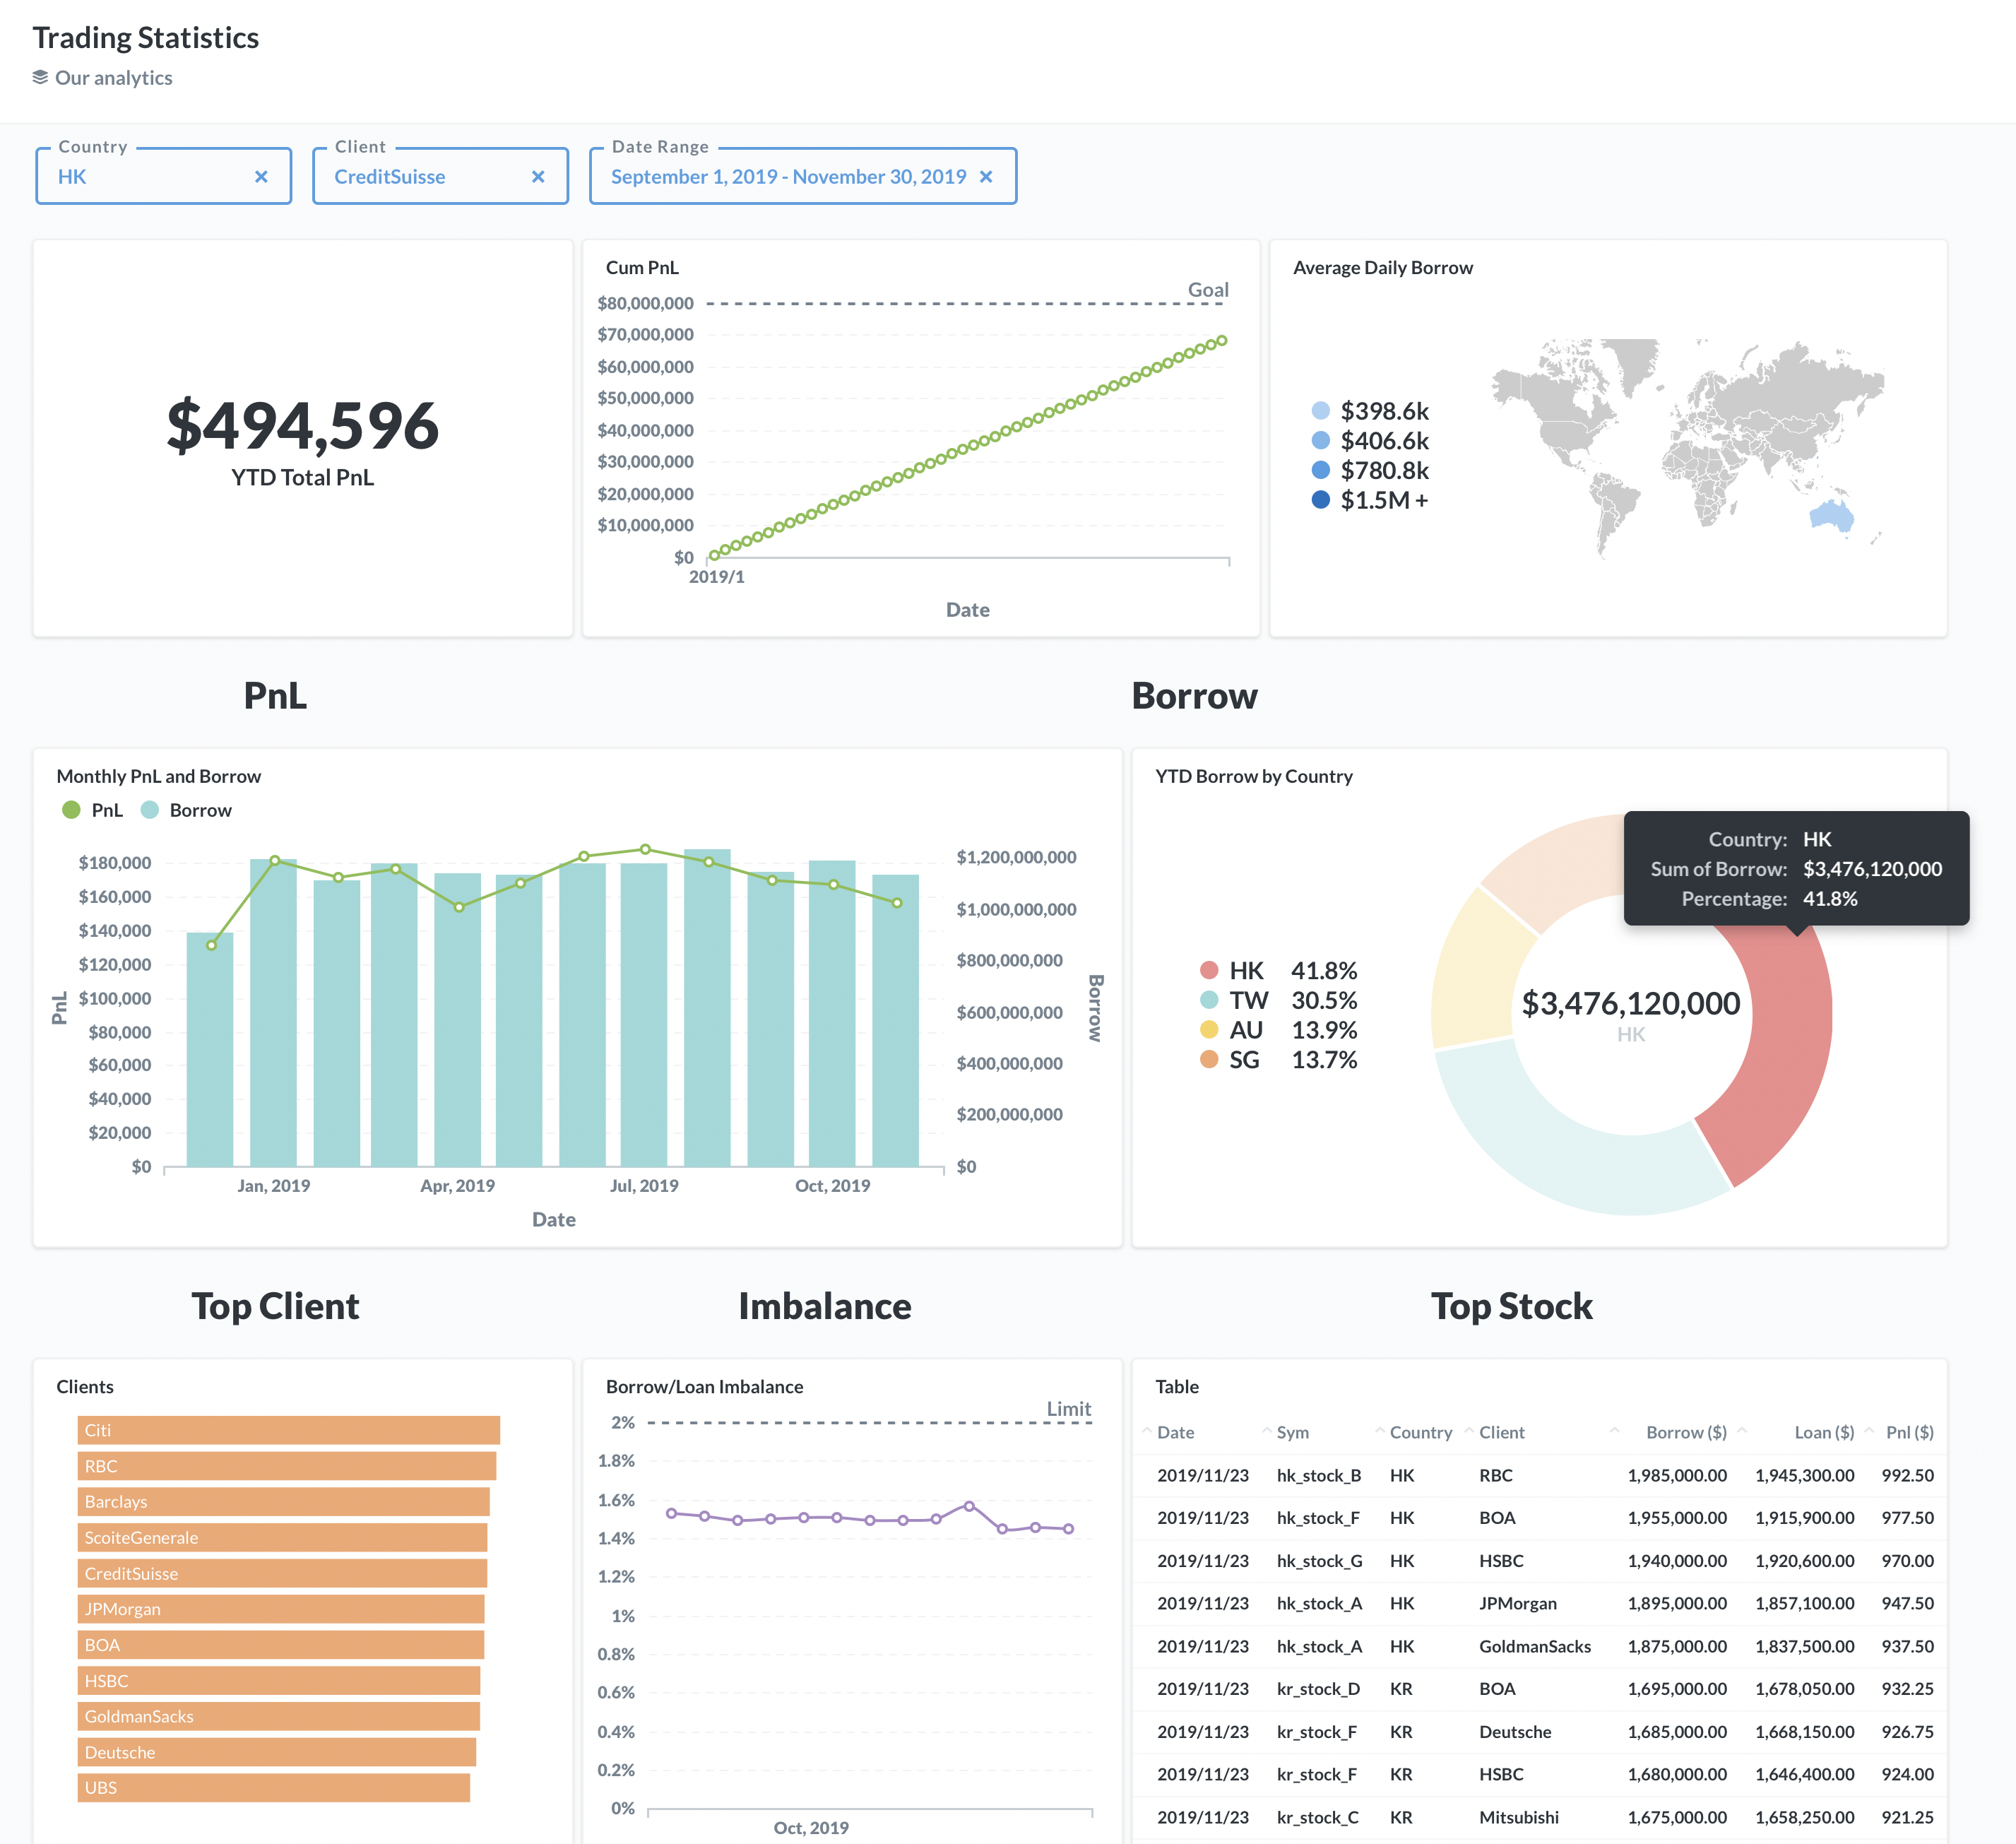 Trading Statistics
Our analytics
Country
HK
Client
CreditSuisse
Date Range
September 1, 2019 - November 30, 2019
$494,596
YTD Total PnL
Cum PnL
Goal
$80,000,000
$70,000,000
$60,000,000
$50,000,000
$40,000,000
$30,000,000
$20,000,000
$10,000,000
$0
2019/1
Date
Average Daily Borrow
$398.6k
$406.6k
$780.8k
$1.5M +
PnL
Borrow
Monthly PnL and Borrow
PnL Borrow
$180,000
$160,000
$140,000
$120,000
$100,000
$80,000
$60,000
$40,000
$20,000
$0
PnL
$1,200,000,000
$1,000,000,000
$800,000,000
$600,000,000
$400,000,000
$200,000,000
$0
Borrow
Jan, 2019 Apr, 2019 Jul, 2019 Oct, 2019
Date
YTD Borrow by Country
Country: HK
Sum of Borrow: $3,476,120,000
Percentage: 41.8%
HK 41.8%
TW 30.5%
AU 13.9%
SG 13.7%
$3,476,120,000
HK
Top Client
Imbalance
Top Stock
Clients
Citi
RBC
Barclays
ScoiteGenerale
CreditSuisse
JPMorgan
BOA
HSBC
GoldmanSacks
Deutsche
UBS
Borrow/Loan Imbalance
Limit
2%
1.8%
1.6%
1.4%
1.2%
1%
0.8%
0.6%
0.4%
0.2%
0%
Oct, 2019
Table
Date Sym Country Client Borrow ($) Loan ($) Pnl ($)
2019/11/23 hk_stock_B HK RBC 1,985,000.00 1,945,300.00 992.50
2019/11/23 hk_stock_F HK BOA 1,955,000.00 1,915,900.00 977.50
2019/11/23 hk_stock_G HK HSBC 1,940,000.00 1,920,600.00 970.00
2019/11/23 hk_stock_A HK JPMorgan 1,895,000.00 1,857,100.00 947.50
2019/11/23 hk_stock_A HK GoldmanSacks 1,875,000.00 1,837,500.00 937.50
2019/11/23 kr_stock_D KR BOA 1,695,000.00 1,678,050.00 932.25
2019/11/23 kr_stock_F KR Deutsche 1,685,000.00 1,668,150.00 926.75
2019/11/23 kr_stock_F KR HSBC 1,680,000.00 1,646,400.00 924.00
2019/11/23 kr_stock_C KR Mitsubishi 1,675,000.00 1,658,250.00 921.25